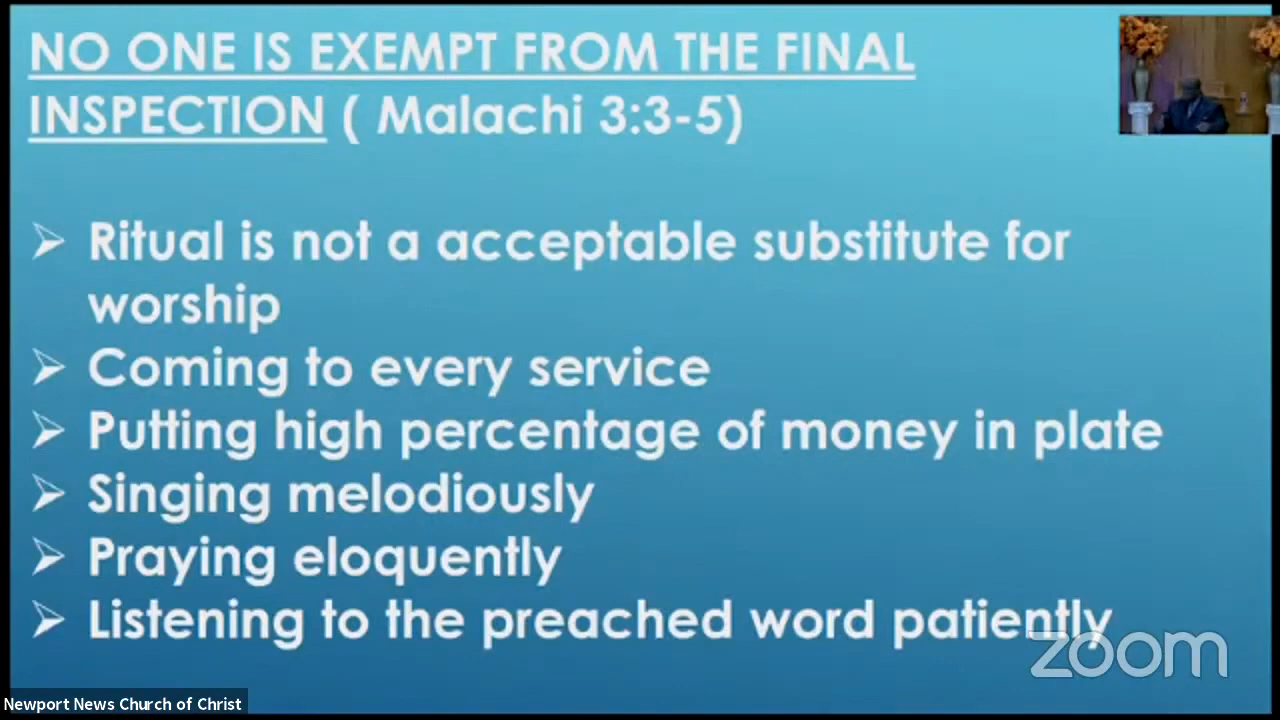 NO ONE IS EXEMPT FROM THE FINAL
INSPECTION ( Malachi 3:3-5)
➢ Ritual is not a acceptable substitute for
worship
➢ Coming to every service
➢ Putting high percentage of money in plate
➢ Singing melodiously
➢ Praying eloquently
➢ Listening to the preached word patiently
zoom
Newport News Church of Christ